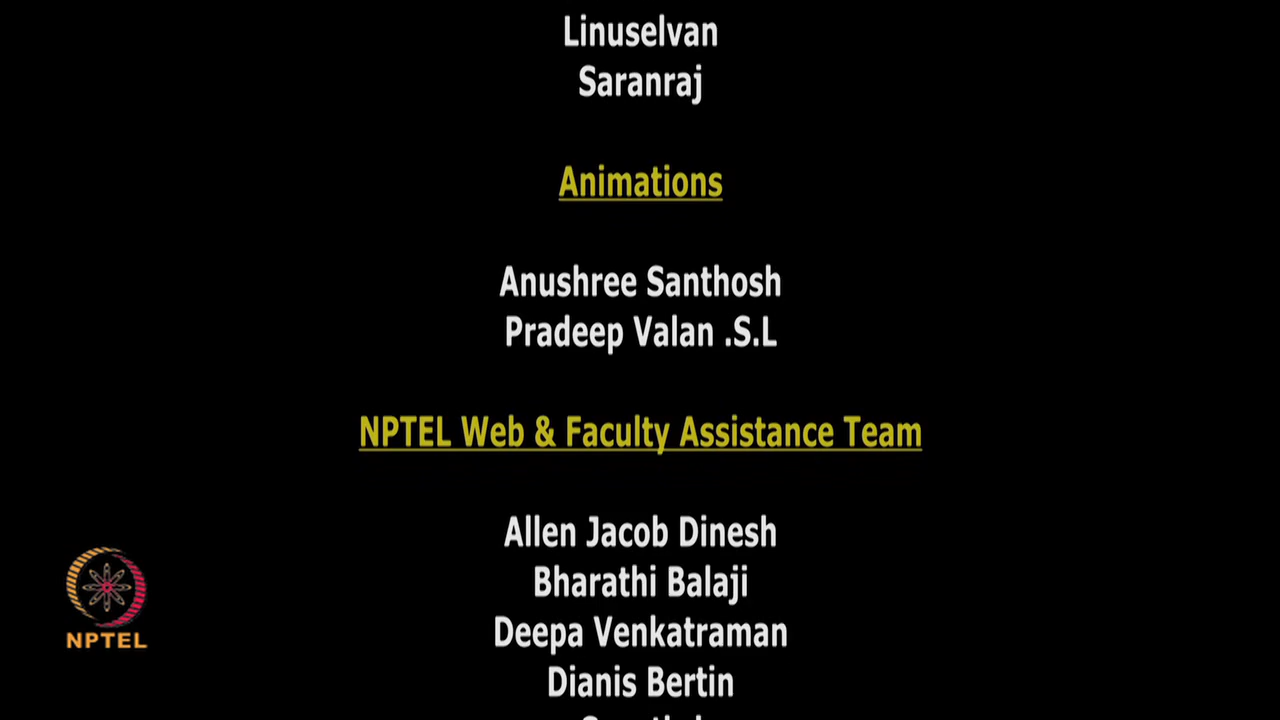 Linuselvan
Saranraj
Animations
Anushree Santhosh
Pradeep Valan .S.L
NPTEL Web & Faculty Assistance Team
Allen Jacob Dinesh
Bharathi Balaji
Deepa Venkatraman
Dianis Bertin
NPTEL